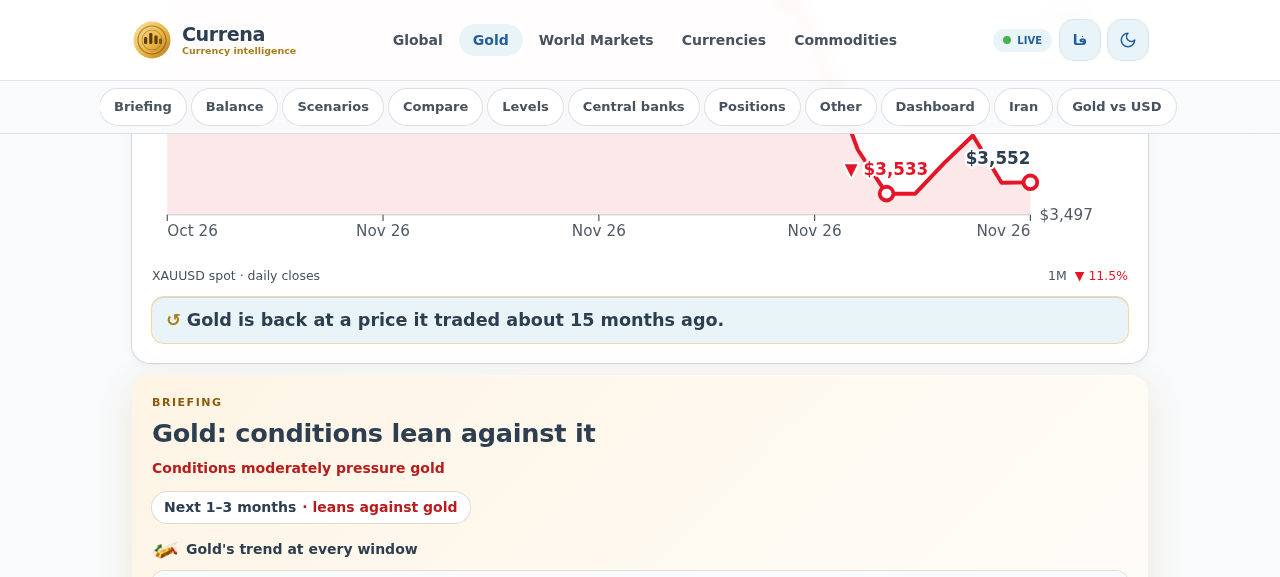 Currena
Currency intelligence
Global
Gold
World Markets
Currencies
Commodities
LIVE
فا
Briefing
Balance
Scenarios
Compare
Levels
Central banks
Positions
Other
Dashboard
Iran
Gold vs USD
▼ $3,533
$3,552
$3,497
Oct 26
Nov 26
Nov 26
Nov 26
Nov 26
XAUUSD spot · daily closes
1M ▼ 11.5%
↺ Gold is back at a price it traded about 15 months ago.
BRIEFING
Gold: conditions lean against it
Conditions moderately pressure gold
Next 1–3 months · leans against gold
Gold's trend at every window